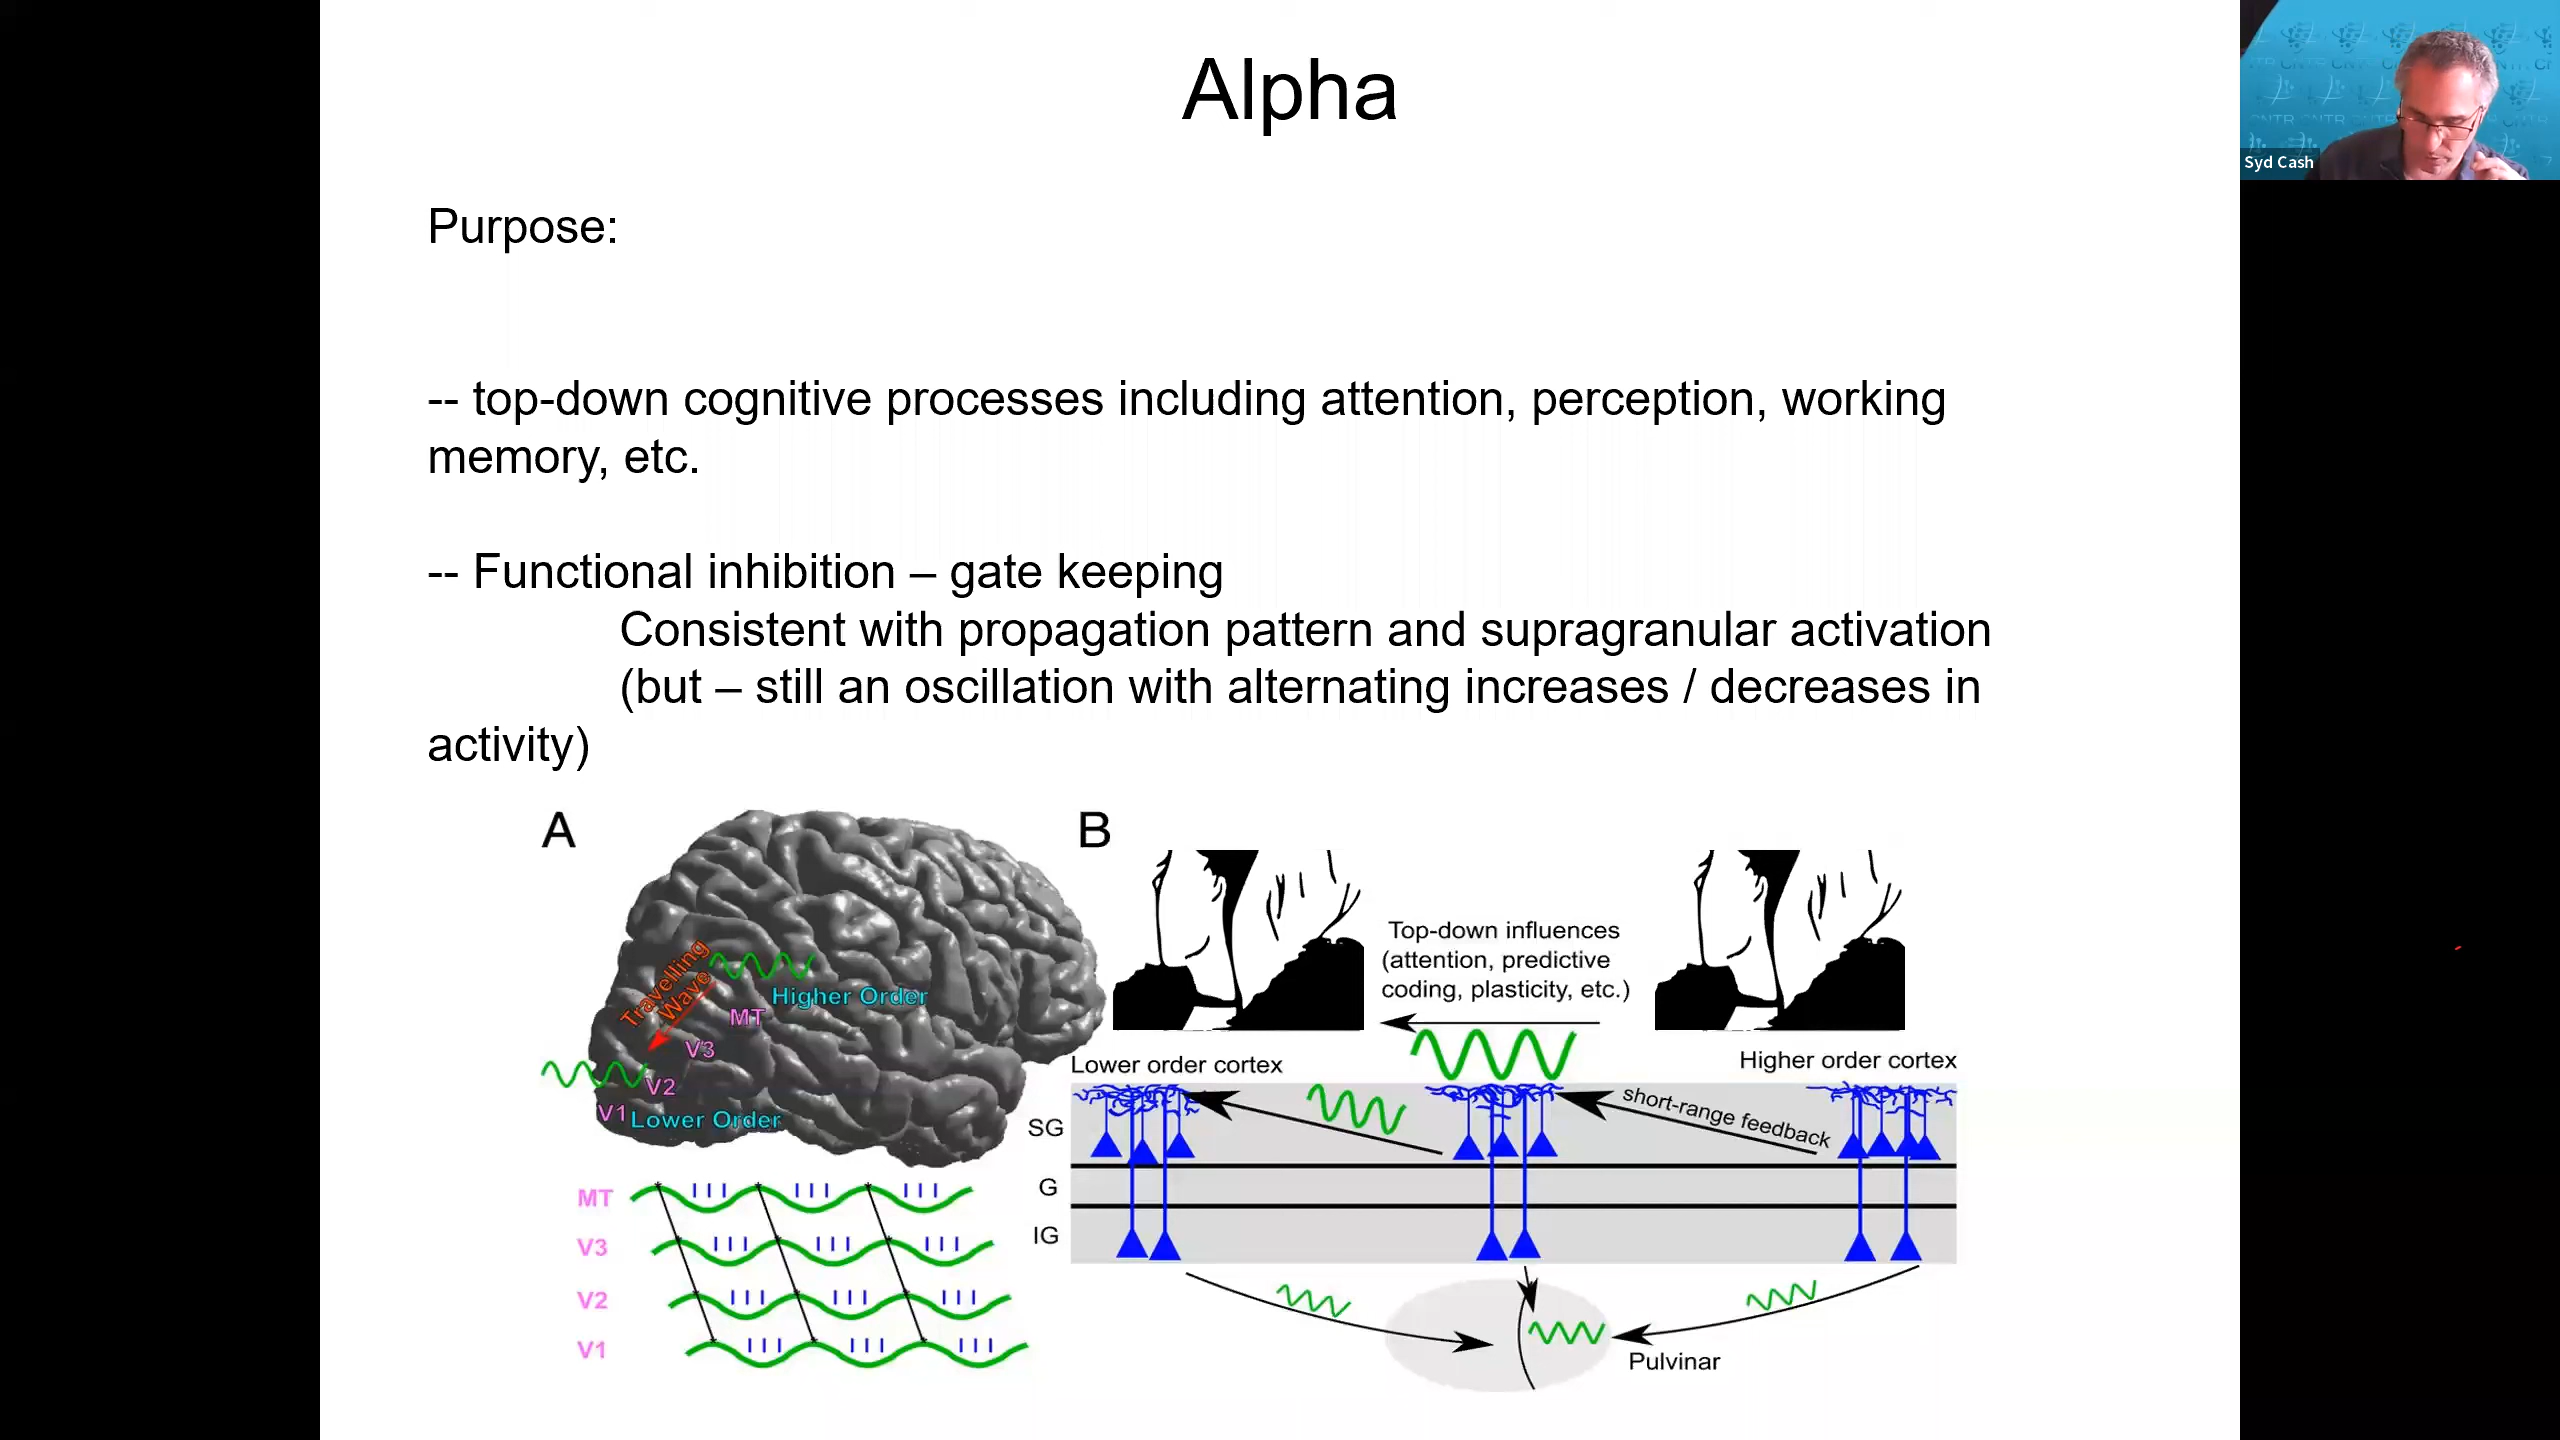 Alpha
Syd Cash
Purpose:
-- top-down cognitive processes including attention, perception, working
memory, etc.
-- Functional inhibition – gate keeping
Consistent with propagation pattern and supragranular activation
(but – still an oscillation with alternating increases / decreases in
activity)
A
Travelling
Wave
Higher Order
MT
V3
V2
V1
Lower Order
MT
V3
V2
V1
B
Top-down influences
(attention, predictive
coding, plasticity, etc.)
Lower order cortex
Higher order cortex
short-range feedback
SG
G
IG
Pulvinar